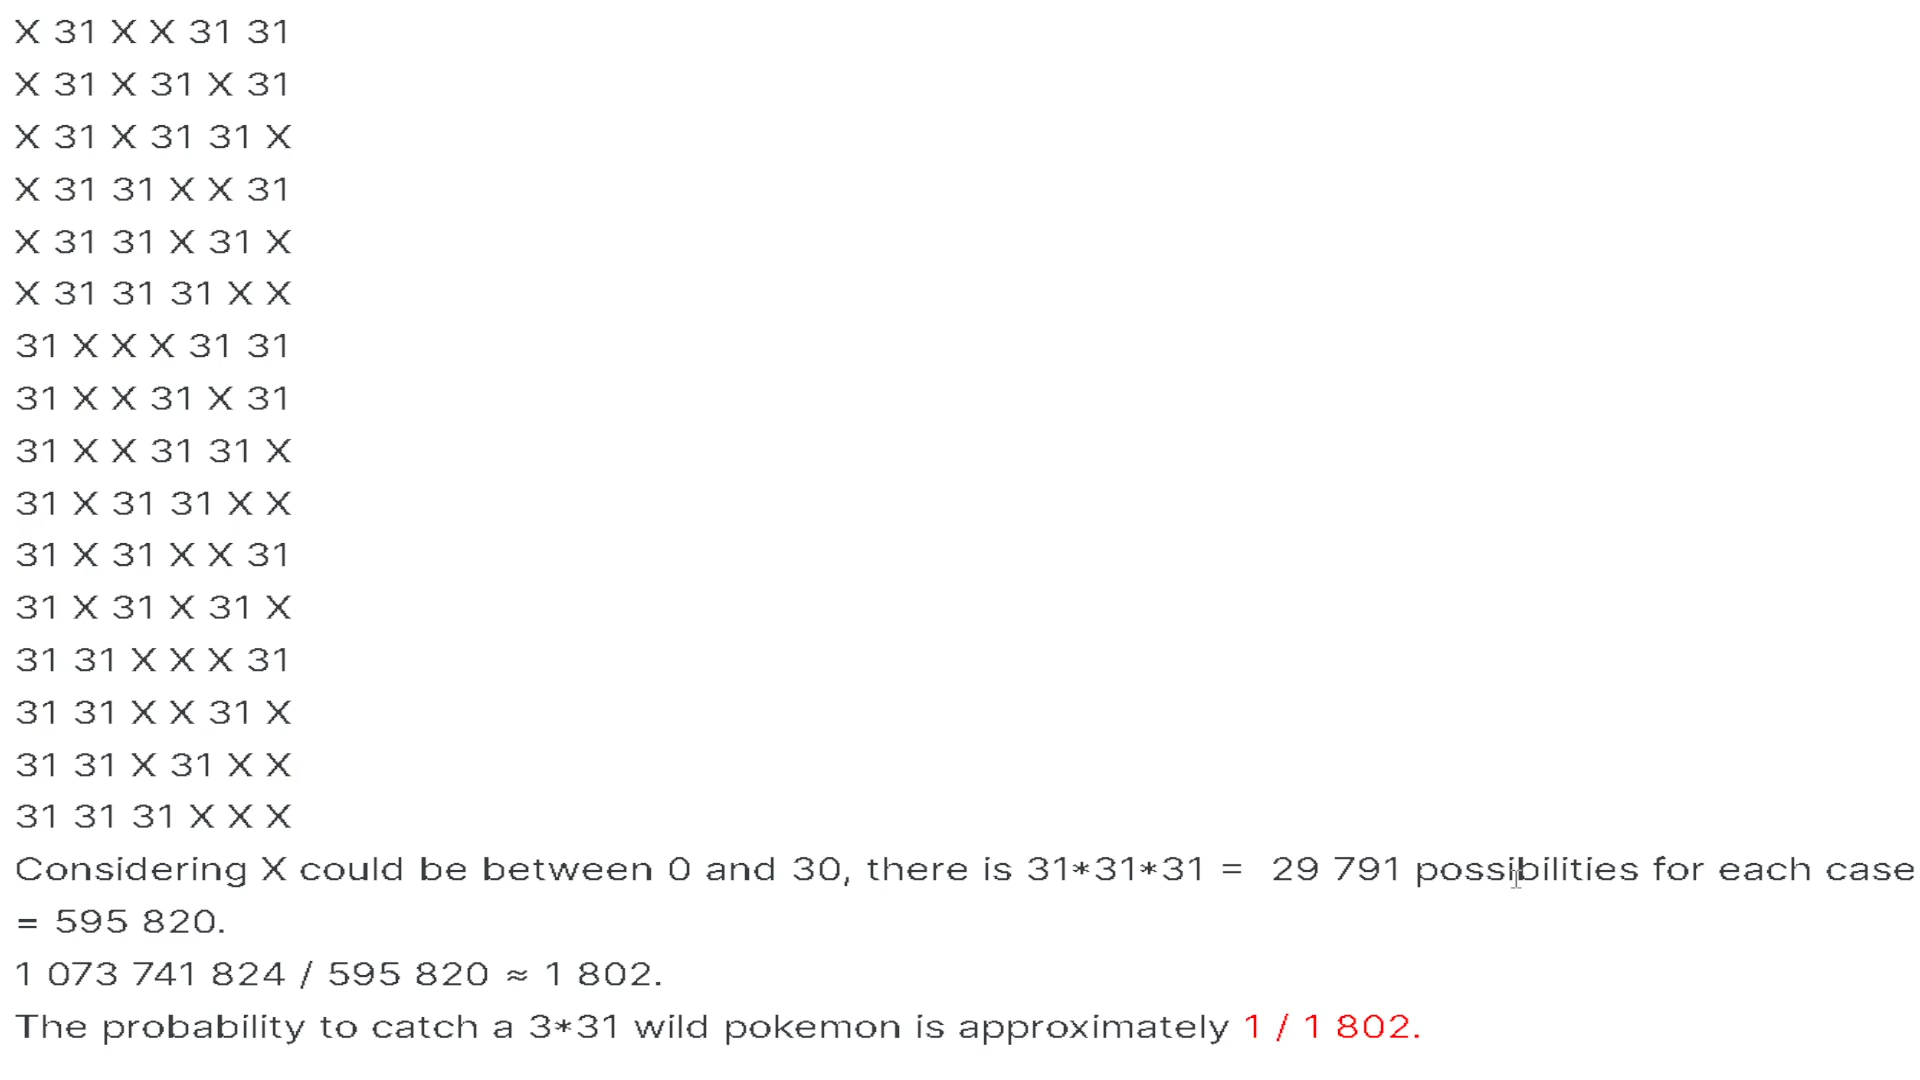 X 31 X X 31 31
X 31 X 31 X 31
X 31 X 31 31 X
X 31 31 X X 31
X 31 31 X 31 X
X 31 31 31 X X
31 X X X 31 31
31 X X 31 X 31
31 X X 31 31 X
31 X 31 31 X X
31 X 31 X X 31
31 X 31 X 31 X
31 31 X X X 31
31 31 X X 31 X
31 31 X 31 X X
31 31 31 X X X
Considering X could be between 0 and 30, there is 31*31*31 = 29 791 possibilities for each case
= 595 820.
1 073 741 824 / 595 820 ≈ 1 802.
The probability to catch a 3*31 wild pokemon is approximately 1 / 1 802.